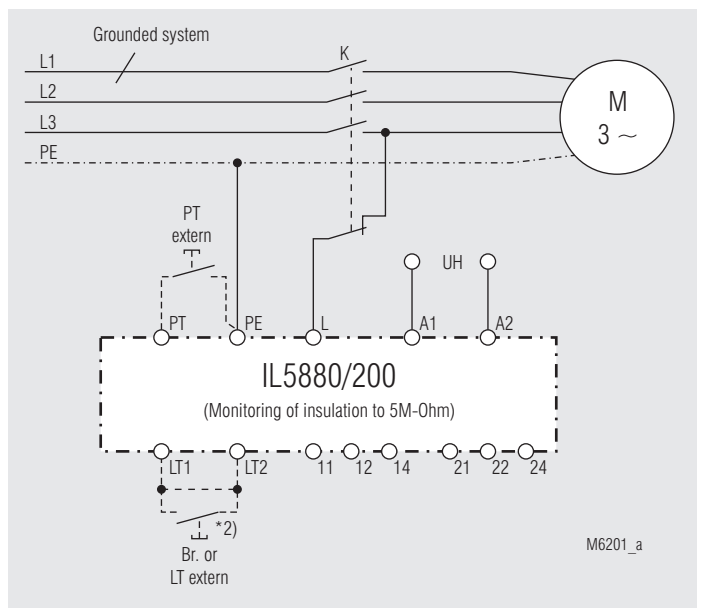 Grounded system
L1
K
L2
L3
PE
M
3 ~
PT
extern
UH
PT
PE
L
A1
A2
IL5880/200
(Monitoring of insulation to 5M-Ohm)
LT1
LT2
11
12
14
21
22
24
*2)
Br. or
LT extern
M6201_a